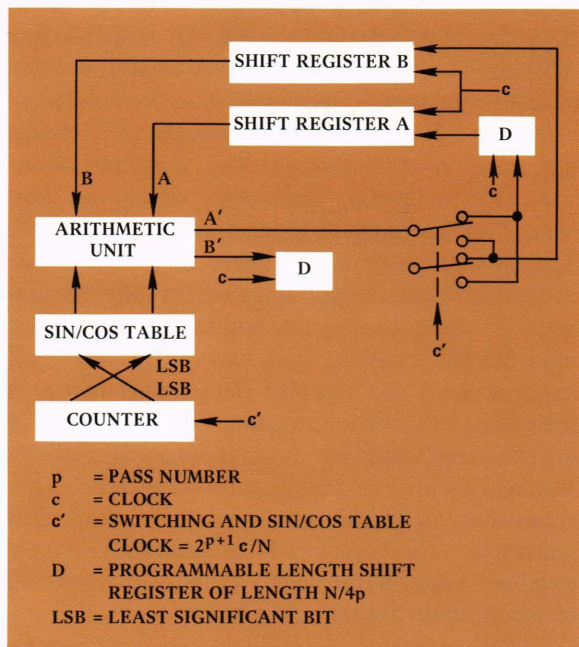 SHIFT REGISTER B
c
SHIFT REGISTER A
D
c
B
A
A'
ARITHMETIC
UNIT
B'
c
D
SIN/COS TABLE
c'
LSB
LSB
COUNTER
c'
p = PASS NUMBER
c = CLOCK
c' = SWITCHING AND SIN/COS TABLE
CLOCK = 2^{p+1} c/N
D = PROGRAMMABLE LENGTH SHIFT
REGISTER OF LENGTH N/4p
LSB = LEAST SIGNIFICANT BIT